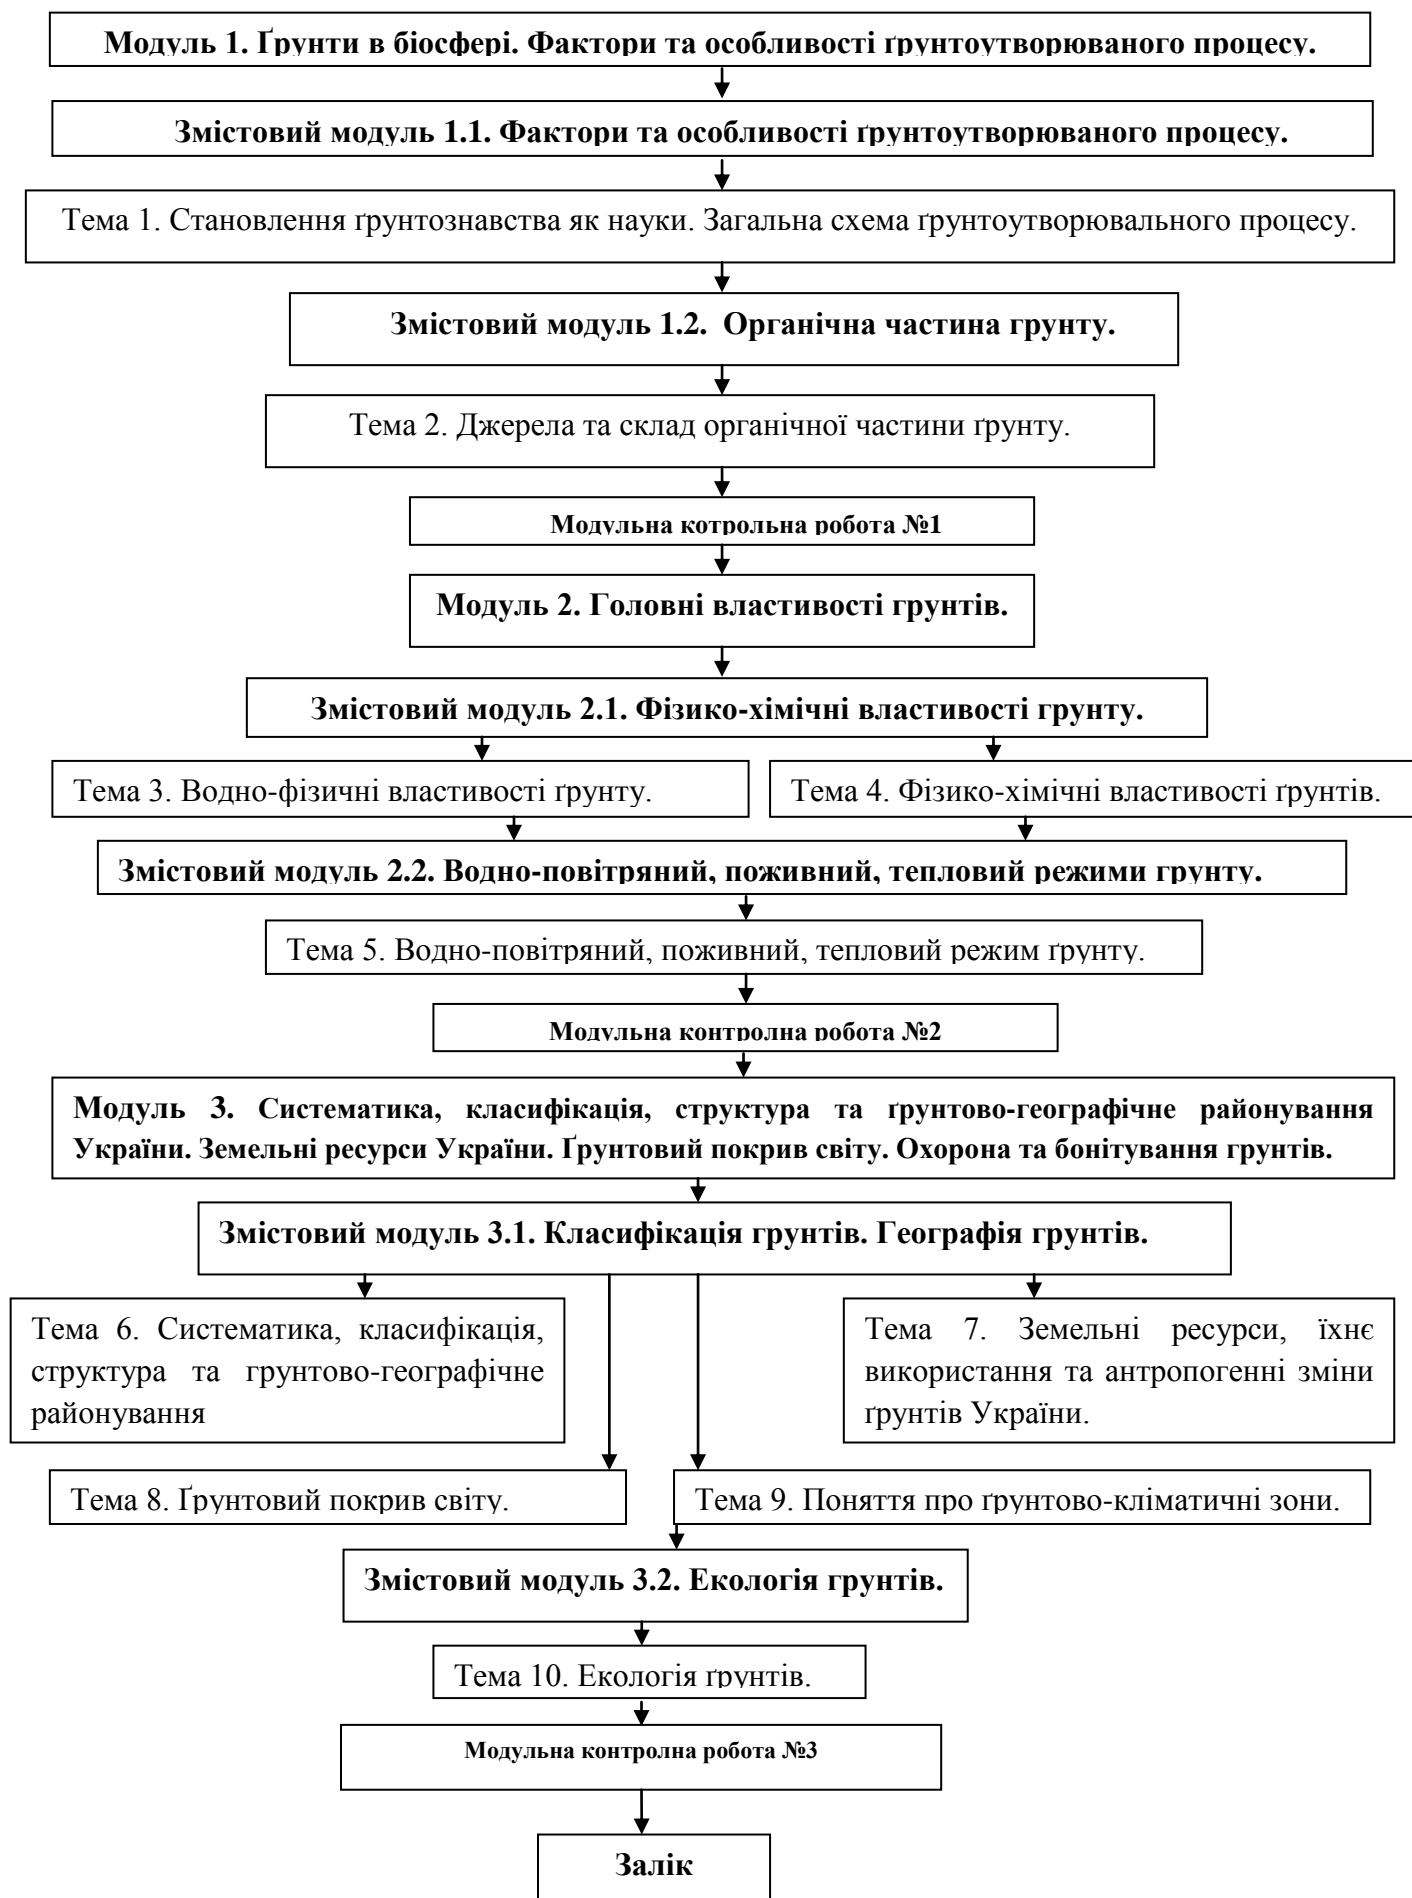 Модуль 1. Ґрунти в біосфері. Фактори та особливості ґрунтоутворюваного процесу.
Змістовий модуль 1.1. Фактори та особливості ґрунтоутворюваного процесу.
Тема 1. Становлення ґрунтознавства як науки. Загальна схема ґрунтоутворювального процесу.
Змістовий модуль 1.2. Органічна частина грунту.
Тема 2. Джерела та склад органічної частини ґрунту.
Модульна котрольна робота №1
Модуль 2. Головні властивості грунтів.
Змістовий модуль 2.1. Фізико-хімічні властивості грунту.
Тема 3. Водно-фізичні властивості ґрунту.
Тема 4. Фізико-хімічні властивості ґрунтів.
Змістовий модуль 2.2. Водно-повітряний, поживний, тепловий режими грунту.
Тема 5. Водно-повітряний, поживний, тепловий режим ґрунту.
Модульна контролна робота №2
Модуль 3. Систематика, класифікація, структура та ґрунтово-географічне районування
України. Земельні ресурси України. Ґрунтовий покрив світу. Охорона та бонітування грунтів.
Змістовий модуль 3.1. Класифікація грунтів. Географія грунтів.
Тема 6. Систематика, класифікація,
структура та грунтово-географічне
районування
Тема 7. Земельні ресурси, їхнє
використання та антропогенні зміни
ґрунтів України.
Тема 8. Ґрунтовий покрив світу.
Тема 9. Поняття про ґрунтово-кліматичні зони.
Змістовий модуль 3.2. Екологія грунтів.
Тема 10. Екологія ґрунтів.
Модульна контролна робота №3
Залік